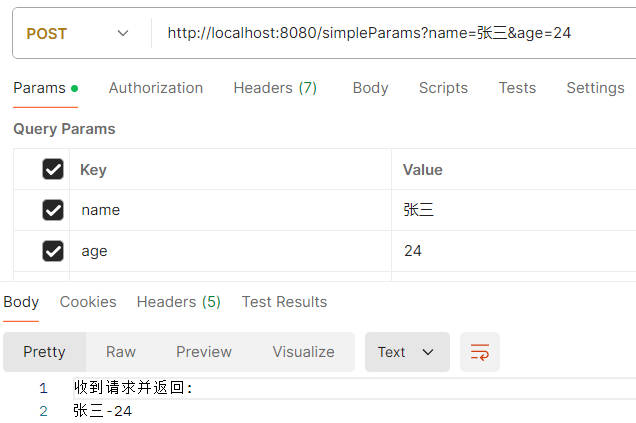 POST http://localhost:8080/simpleParams?name=张三&age=24
Params Authorization Headers (7) Body Scripts Tests Settings
Query Params
Key Value
name 张三
age 24
Body Cookies Headers (5) Test Results
Pretty Raw Preview Visualize Text
1 收到请求并返回:
2 张三-24